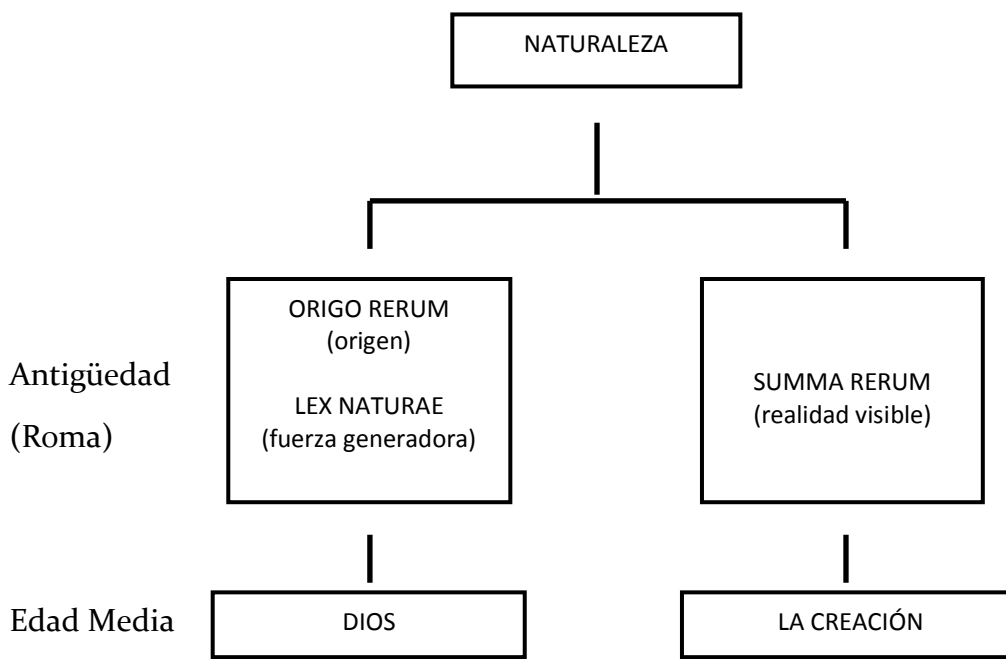 NATURALEZA
ORIGO RERUM
(origen)
LEX NATURAE
(fuerza generadora)
Antigüedad
(Roma)
SUMMA RERUM
(realidad visible)
Edad Media
DIOS
LA CREACIÓN